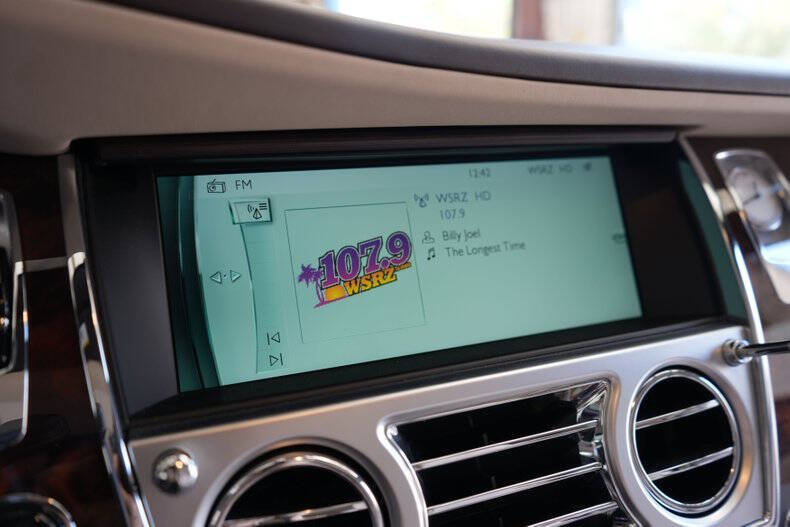 FM
12:42
WSRZ HD
WSRZ HD
107.9
Billy Joel
The Longest Time
107.9
WSRZ